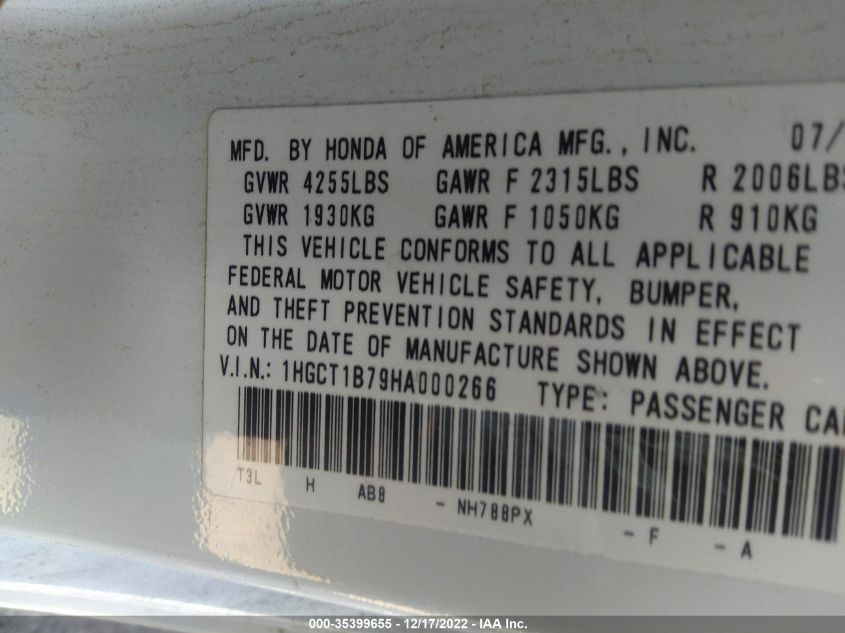 MFD. BY HONDA OF AMERICA MFG., INC. 07/
GVWR 4255LBS GAWR F 2315LBS R 2006LBS
GVWR 1930KG GAWR F 1050KG R 910KG
THIS VEHICLE CONFORMS TO ALL APPLICABLE
FEDERAL MOTOR VEHICLE SAFETY, BUMPER,
AND THEFT PREVENTION STANDARDS IN EFFECT
ON THE DATE OF MANUFACTURE SHOWN ABOVE.
V.I.N.: 1HGCT1B79HA000266 TYPE: PASSENGER CA
T3L H AB8 - NH788PX - F - A
000-35399655 - 12/17/2022 - IAA Inc.